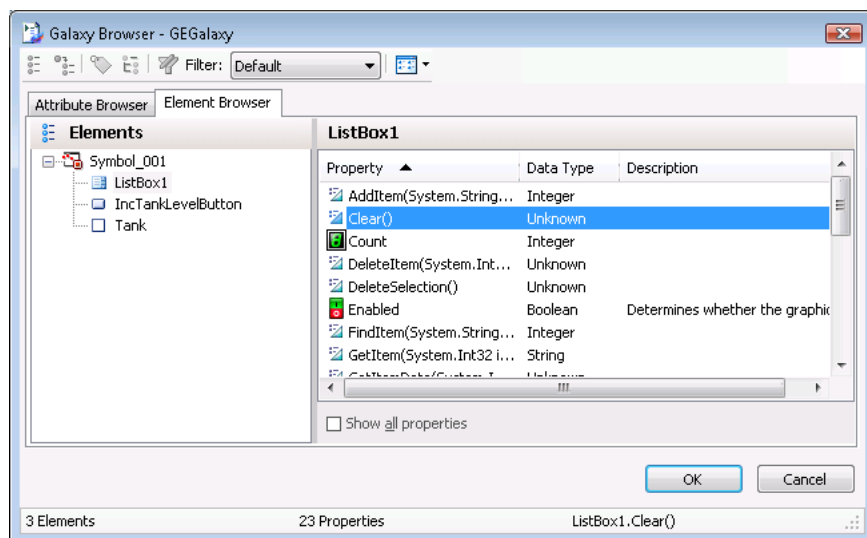 Galaxy Browser - GEGalaxy
Filter: Default
Attribute Browser Element Browser
Elements
Symbol_001
ListBox1
IncTankLevelButton
Tank
ListBox1
Property Data Type Description
AddItem(System.String... Integer
Clear() Unknown
Count Integer
DeleteItem(System.Int... Unknown
DeleteSelection() Unknown
Enabled Boolean Determines whether the graphic
FindItem(System.String... Integer
GetItem(System.Int32 i... String
Show all properties
OK Cancel
3 Elements 23 Properties ListBox1.Clear()